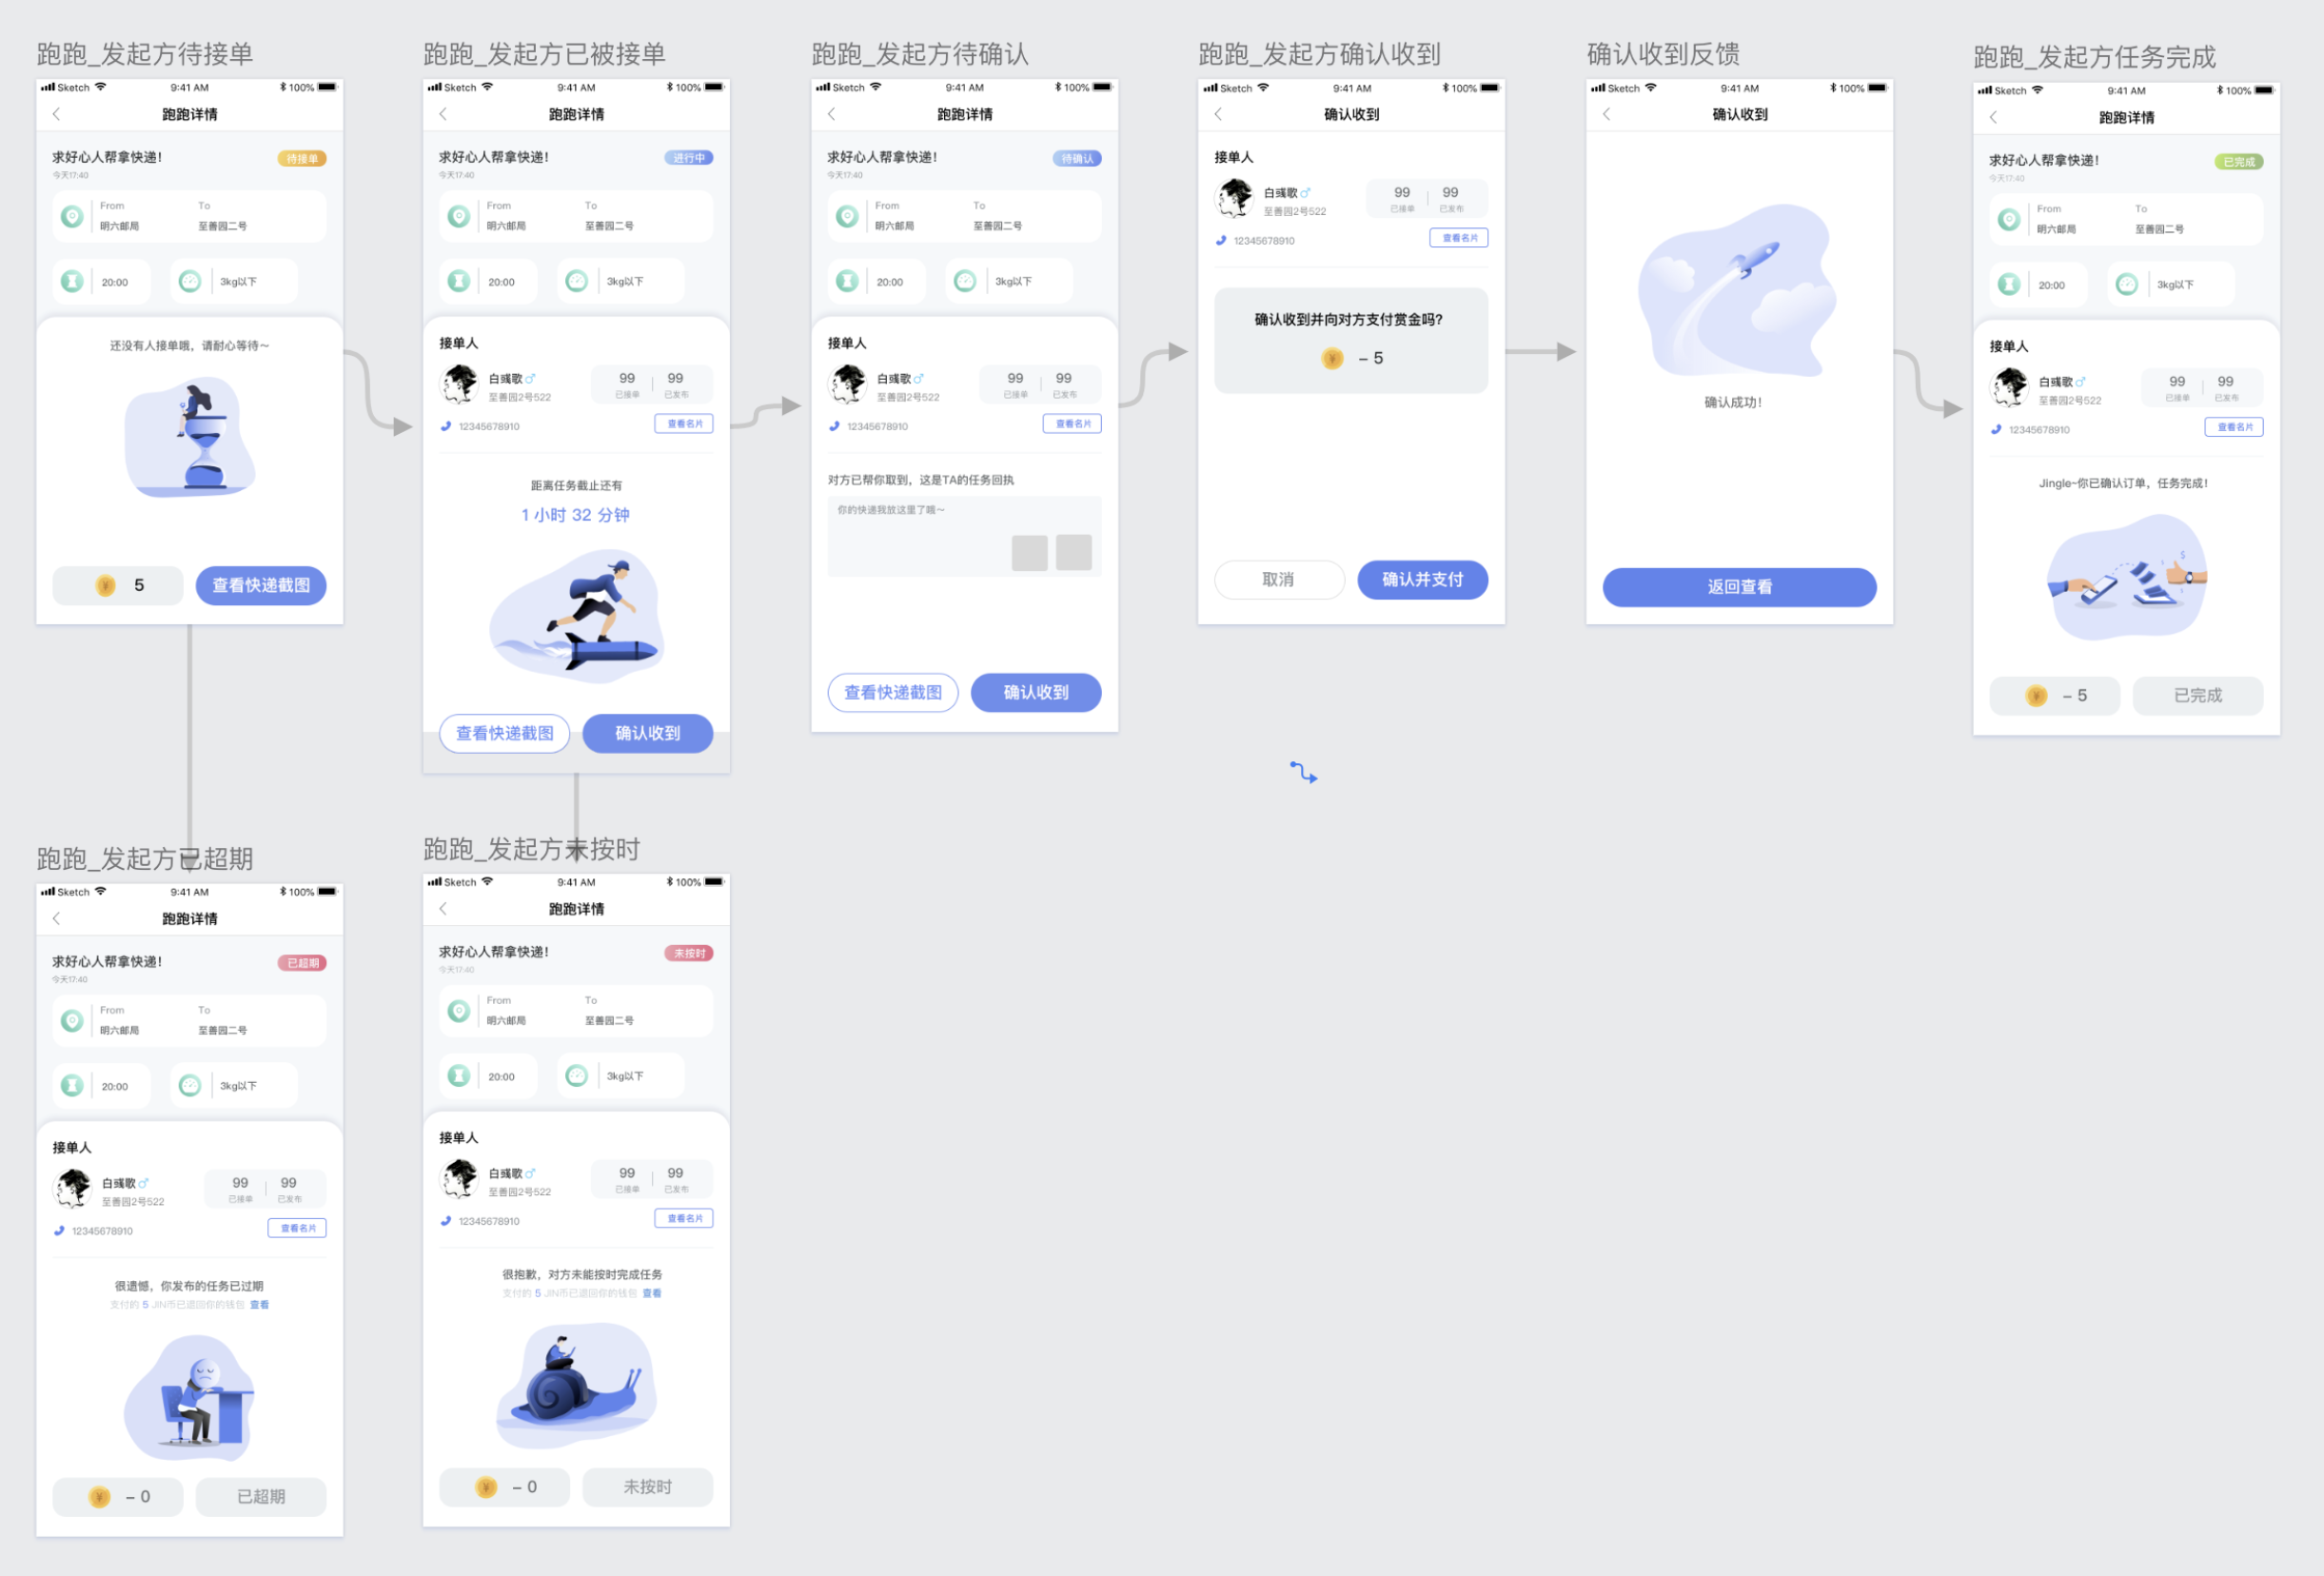 跑跑_发起方待接单
Sketch 9:41 AM 100%
跑跑详情
求好心人帮拿快递！ 待接单
今天17:40
From To
明六邮局 至善园二号
20:00 3kg以下
还没有人接单哦，请耐心等待～
5 查看快递截图
跑跑_发起方已被接单
Sketch 9:41 AM 100%
跑跑详情
求好心人帮拿快递！ 进行中
今天17:40
From To
明六邮局 至善园二号
20:00 3kg以下
接单人
白彧歌 99 99
至善园2号522 已接单 已发布
12345678910 查看名片
距离任务截止还有
1 小时 32 分钟
查看快递截图 确认收到
跑跑_发起方待确认
Sketch 9:41 AM 100%
跑跑详情
求好心人帮拿快递！ 待确认
今天17:40
From To
明六邮局 至善园二号
20:00 3kg以下
接单人
白彧歌 99 99
至善园2号522 已接单 已发布
12345678910 查看名片
对方已帮你取到，这是TA的任务回执
你的快递我放这里了哦～
查看快递截图 确认收到
跑跑_发起方确认收到
Sketch 9:41 AM 100%
确认收到
接单人
白彧歌 99 99
至善园2号522 已接单 已发布
12345678910 查看名片
确认收到并向对方支付赏金吗？
– 5
取消 确认并支付
确认收到反馈
Sketch 9:41 AM 100%
确认收到
确认成功！
返回查看
跑跑_发起方任务完成
Sketch 9:41 AM 100%
跑跑详情
求好心人帮拿快递！ 已完成
今天17:40
From To
明六邮局 至善园二号
20:00 3kg以下
接单人
白彧歌 99 99
至善园2号522 已接单 已发布
12345678910 查看名片
Jingle~你已确认订单，任务完成！
– 5 已完成
跑跑_发起方已超期
Sketch 9:41 AM 100%
跑跑详情
求好心人帮拿快递！ 已超期
今天17:40
From To
明六邮局 至善园二号
20:00 3kg以下
接单人
白彧歌 99 99
至善园2号522 已接单 已发布
12345678910 查看名片
很遗憾，你发布的任务已过期
支付的 5 JIN币已退回你的钱包 查看
– 0 已超期
跑跑_发起方未按时
Sketch 9:41 AM 100%
跑跑详情
求好心人帮拿快递！ 未按时
今天17:40
From To
明六邮局 至善园二号
20:00 3kg以下
接单人
白彧歌 99 99
至善园2号522 已接单 已发布
12345678910 查看名片
很抱歉，对方未能按时完成任务
支付的 5 JIN币已退回你的钱包 查看
– 0 未按时